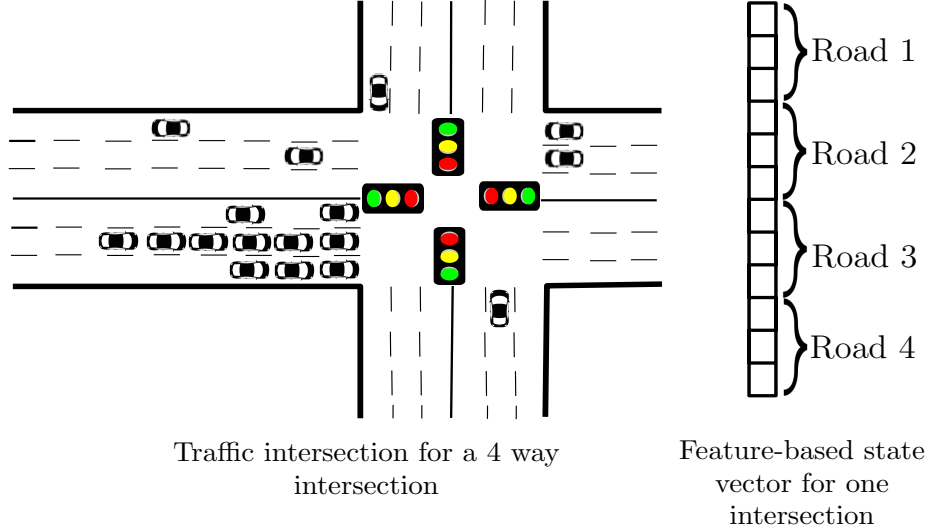 Road 1
Road 2
Road 3
Road 4
Traffic intersection for a 4 way
intersection
Feature-based state
vector for one
intersection